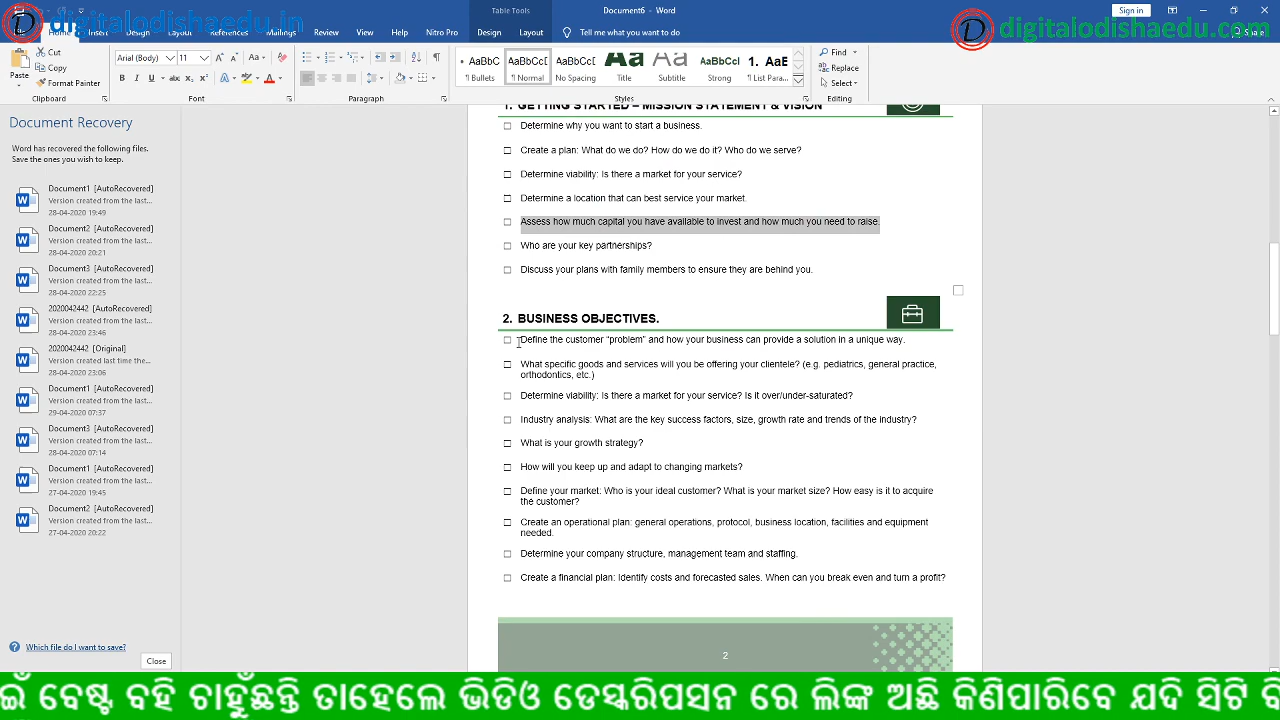 digitalodishaedu.in
Table Tools
Document6 - Word
Sign in
digitalodishaedu.com
References
Mailings
Review
View
Help
Nitro Pro
Design
Layout
Tell me what you want to do
Paste
Cut
Copy
Format Painter
Clipboard
Arial (Body)
11
Font
Paragraph
AaBbC
¶ Bullets
AaBbCc
¶ Normal
AaBbCc
No Spacing
Aa
Title
Aa
Subtitle
AaBbCcl
Strong
1. AaE
¶ List Para...
Styles
Find
Replace
Select
Editing
Document Recovery
Word has recovered the following files.
Save the ones you wish to keep.
Document1 [AutoRecovered]
Version created from the last...
28-04-2020 19:49
Document2 [AutoRecovered]
Version created from the last...
28-04-2020 20:21
Document3 [AutoRecovered]
Version created from the last...
28-04-2020 22:25
2020042442 [AutoRecovered]
Version created from the last...
28-04-2020 23:46
2020042442 [Original]
Version created last time the...
28-04-2020 23:06
Document1 [AutoRecovered]
Version created from the last...
29-04-2020 07:37
Document3 [AutoRecovered]
Version created from the last...
28-04-2020 07:14
Document1 [AutoRecovered]
Version created from the last...
27-04-2020 19:45
Document2 [AutoRecovered]
Version created from the last...
27-04-2020 20:22
Which file do I want to save?
Close
1. GETTING STARTED – MISSION STATEMENT & VISION
Determine why you want to start a business.
Create a plan: What do we do? How do we do it? Who do we serve?
Determine viability: Is there a market for your service?
Determine a location that can best service your market.
Assess how much capital you have available to invest and how much you need to raise.
Who are your key partnerships?
Discuss your plans with family members to ensure they are behind you.
2. BUSINESS OBJECTIVES.
Define the customer “problem” and how your business can provide a solution in a unique way.
What specific goods and services will you be offering your clientele? (e.g. pediatrics, general practice,
orthodontics, etc.)
Determine viability: Is there a market for your service? Is it over/under-saturated?
Industry analysis: What are the key success factors, size, growth rate and trends of the industry?
What is your growth strategy?
How will you keep up and adapt to changing markets?
Define your market: Who is your ideal customer? What is your market size? How easy is it to acquire
the customer?
Create an operational plan: general operations, protocol, business location, facilities and equipment
needed.
Determine your company structure, management team and staffing.
Create a financial plan: Identify costs and forecasted sales. When can you break even and turn a profit?
2
ବେଷ୍ଟ ବହି ଚାହୁଁଛନ୍ତି ତାହେଲେ ଭିଡିଓ ଡେସ୍କରିପସନ ରେ ଲିଙ୍କ ଅଛି କିଣିପାରିବେ ଯଦି ସିଟି